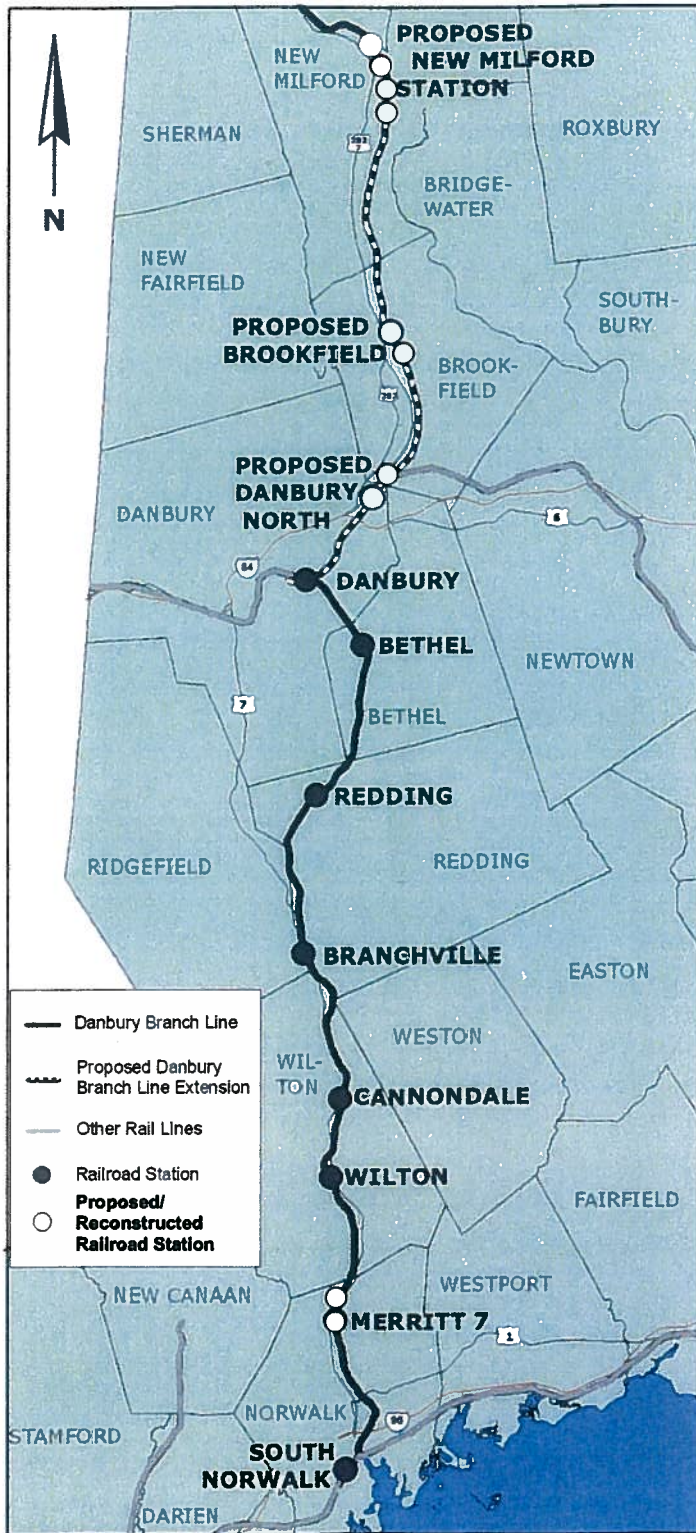 PROPOSED
NEW MILFORD
STATION
NEW
MILFORD
SHERMAN
ROXBURY
7
BRIDGE-
WATER
N
NEW
FAIRFIELD
SOUTH-
BURY
PROPOSED
BROOKFIELD
BROOK-
FIELD
PROPOSED
DANBURY
NORTH
DANBURY
6
84
DANBURY
BETHEL
NEWTOWN
7
BETHEL
REDDING
RIDGEFIELD
REDDING
BRANCHVILLE
EASTON
Danbury Branch Line
Proposed Danbury
Branch Line Extension
Other Rail Lines
Railroad Station
Proposed/
Reconstructed
Railroad Station
WESTON
WIL-
TON
CANNONDALE
WILTON
FAIRFIELD
NEW CANAAN
WESTPORT
MERRITT 7
1
NORWALK
95
STAMFORD
SOUTH
NORWALK
DARIEN